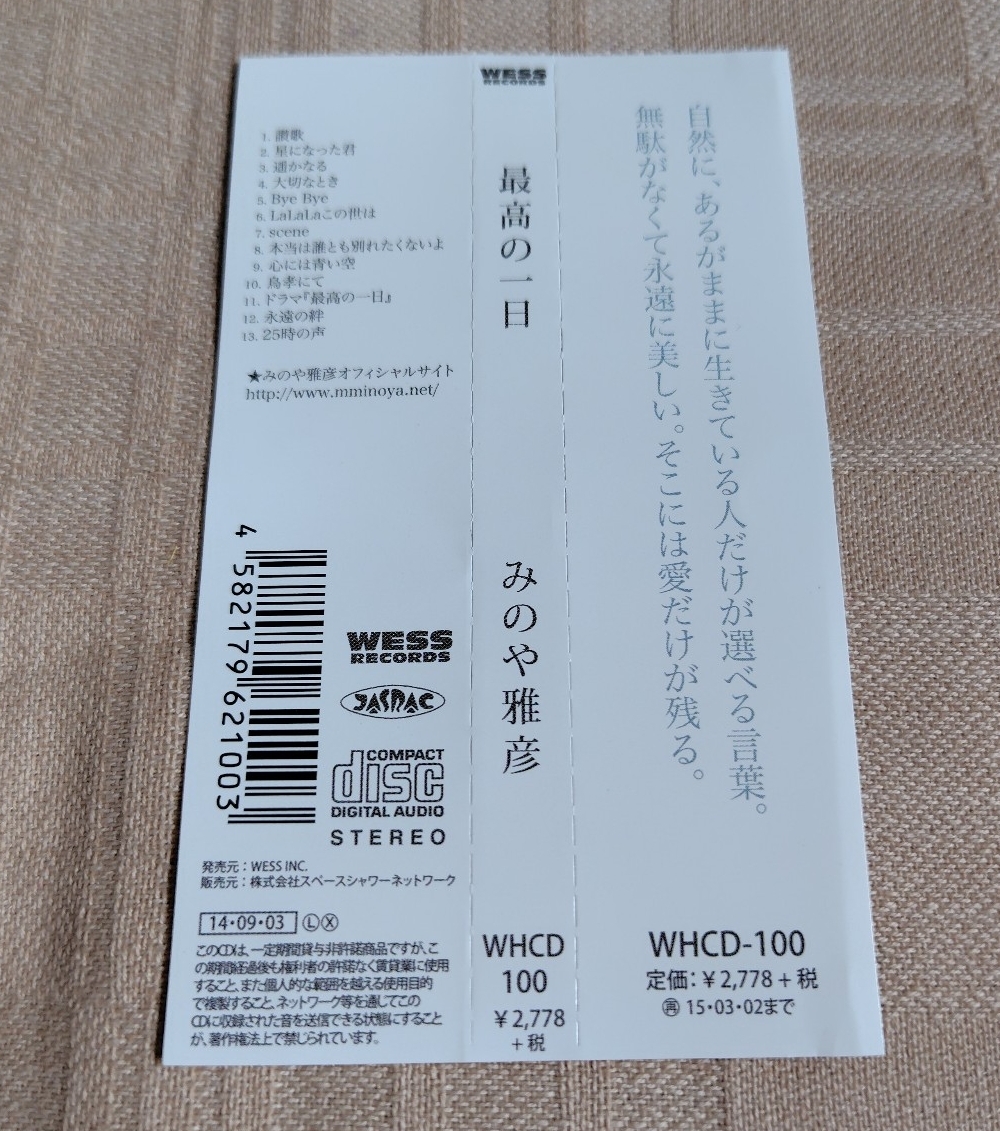 自然に、あるがままに生きている人だけが選べる言葉。
無駄がなくて永遠に美しい。そこには愛だけが残る。
WHCD-100
定価：￥2,778＋税
再 15・03・02まで
WESS
RECORDS
最高の一日
みのや雅彦
WHCD
100
￥2,778
＋税
1. 讃歌
2. 星になった君
3. 遥かなる
4. 大切なとき
5. Bye Bye
6. LaLaLaこの世は
7. scene
8. 本当は誰とも別れたくないよ
9. 心には青い空
10. 鳥孝にて
11. ドラマ『最高の一日』
12. 永遠の絆
13. 25時の声
★みのや雅彦オフィシャルサイト
http://www.mminoya.net/
4 582179 621003
WESS
RECORDS
JASRAC
COMPACT
disc
DIGITAL AUDIO
STEREO
発売元：WESS INC.
販売元：株式会社スペースシャワーネットワーク
14・09・03 Ⓛ Ⓧ
このCDは、一定期間貸与非許諾商品ですが、こ
の期間経過後も権利者の許諾なく賃貸業に使用
すること、また個人的な範囲を越える使用目的
で複製すること、ネットワーク等を通してこの
CDに収録された音を送信できる状態にすること
が、著作権法上で禁じられています。